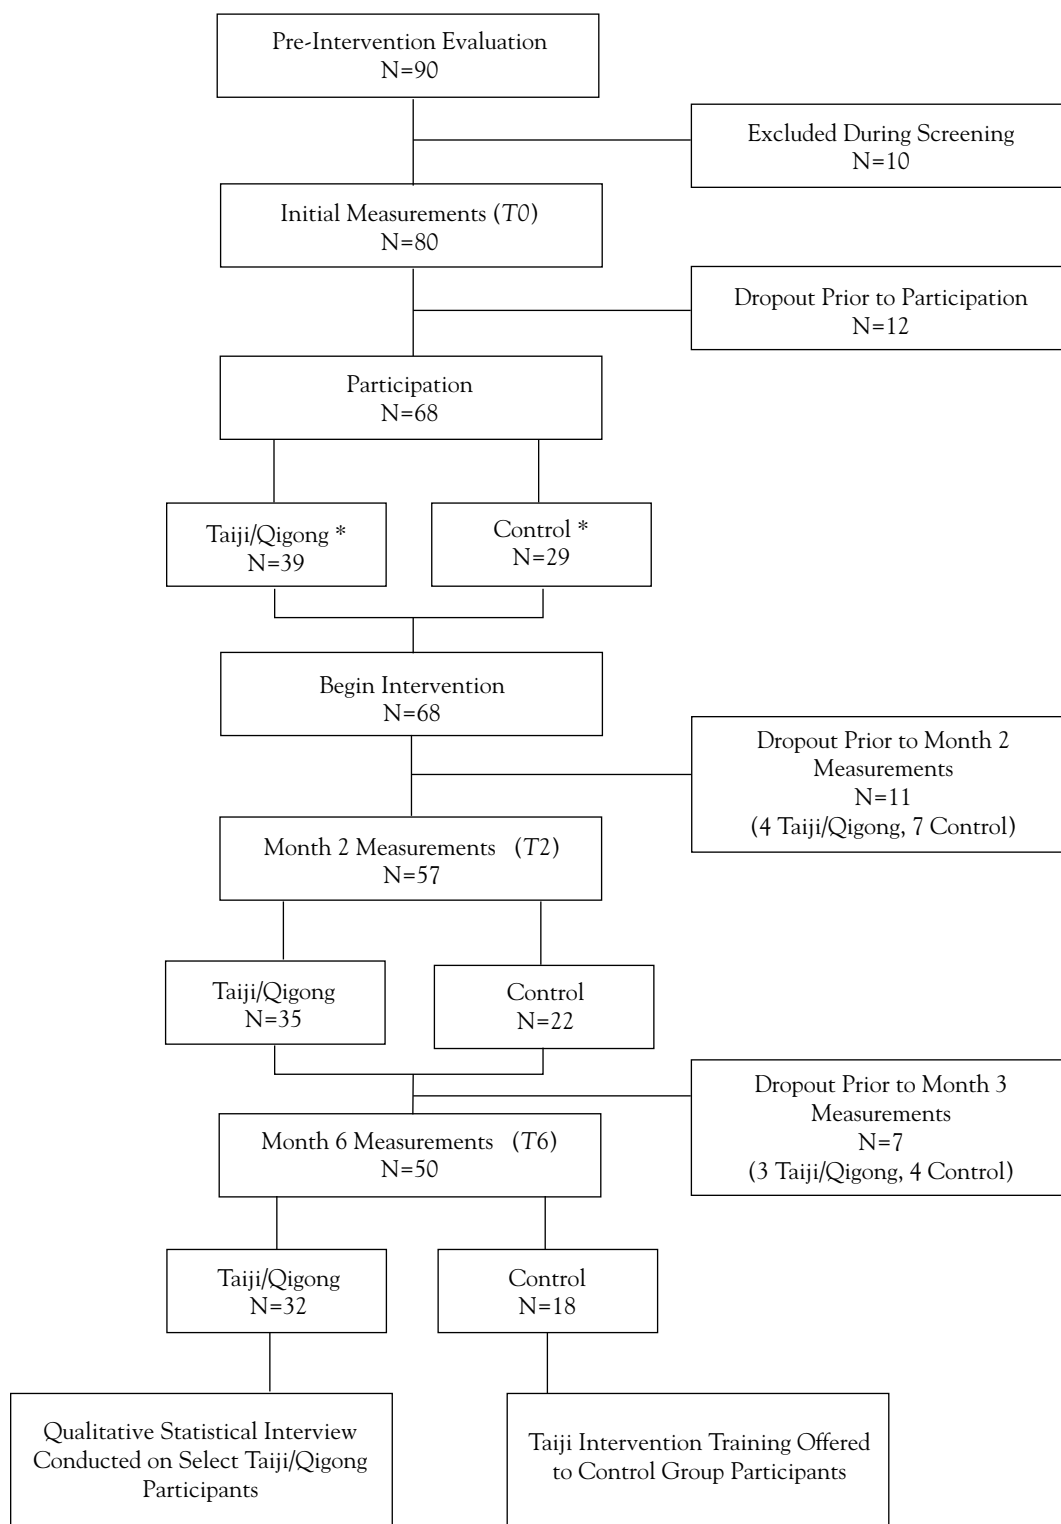 Pre-Intervention Evaluation
N=90
Excluded During Screening
N=10
Initial Measurements (T0)
N=80
Dropout Prior to Participation
N=12
Participation
N=68
Taiji/Qigong *
N=39
Control *
N=29
Begin Intervention
N=68
Dropout Prior to Month 2
Measurements
N=11
(4 Taiji/Qigong, 7 Control)
Month 2 Measurements (T2)
N=57
Taiji/Qigong
N=35
Control
N=22
Dropout Prior to Month 3
Measurements
N=7
(3 Taiji/Qigong, 4 Control)
Month 6 Measurements (T6)
N=50
Taiji/Qigong
N=32
Control
N=18
Qualitative Statistical Interview
Conducted on Select Taiji/Qigong
Participants
Taiji Intervention Training Offered
to Control Group Participants